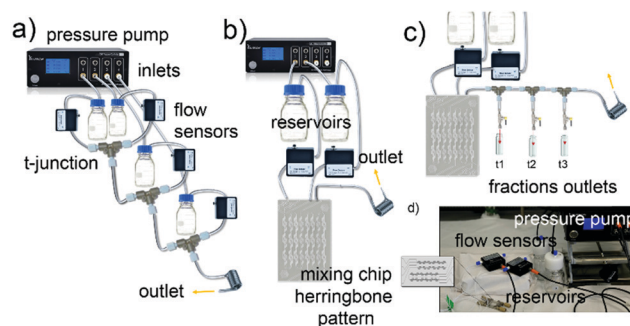 a)
pressure pump
inlets
flow
sensors
t-junction
outlet
b)
reservoirs
outlet
mixing chip
herringbone
pattern
c)
t1
t2
t3
fractions outlets
d)
pressure pump
flow sensors
reservoirs